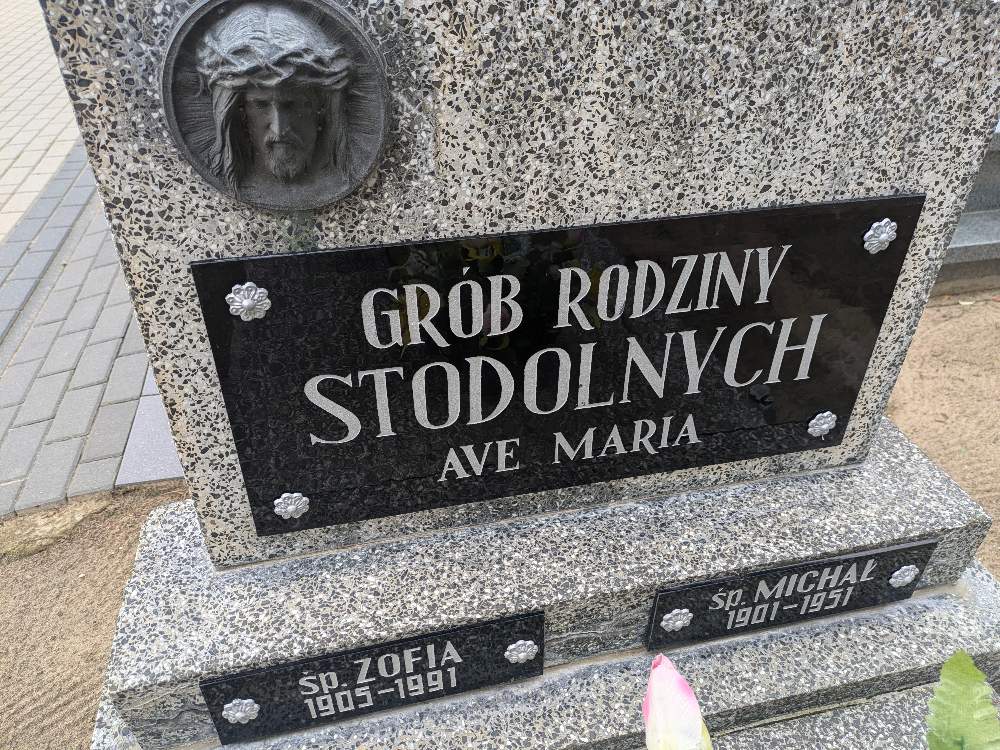 GRÓB RODZINY
STODOLNYCH
AVE MARIA
śp. ZOFIA
1905-1991
śp. MICHAŁ
1901-1951